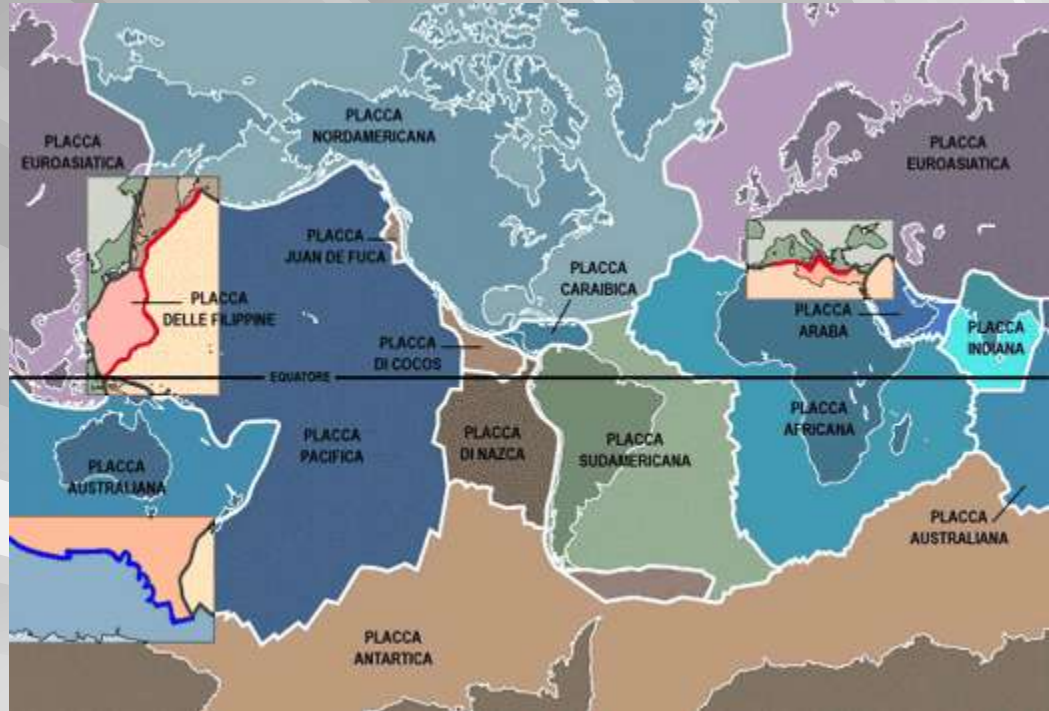 PLACCA
NORDAMERICANA
PLACCA
EUROASIATICA
PLACCA
EUROASIATICA
PLACCA
JUAN DE FUCA
PLACCA
CARAIBICA
PLACCA
DELLE FILIPPINE
PLACCA
ARABA
PLACCA
INDIANA
PLACCA
DI COCOS
EQUATORE
PLACCA
AFRICANA
PLACCA
PACIFICA
PLACCA
DI NAZCA
PLACCA
SUDAMERICANA
PLACCA
AUSTRALIANA
PLACCA
AUSTRALIANA
PLACCA
ANTARTICA